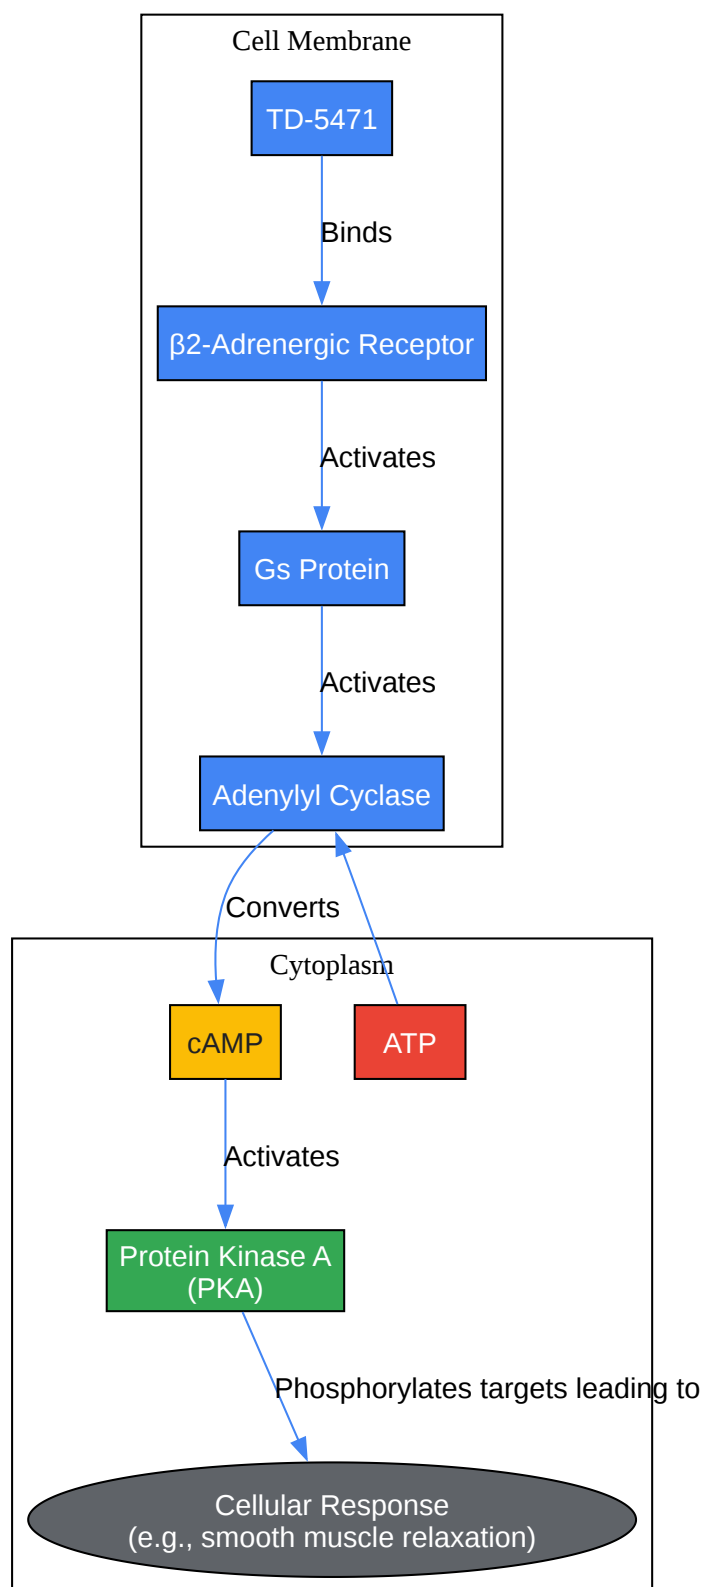 Cell Membrane
TD-5471
Binds
β2-Adrenergic Receptor
Activates
Gs Protein
Activates
Adenylyl Cyclase
Converts
Cytoplasm
cAMP
ATP
Activates
Protein Kinase A
(PKA)
Phosphorylates targets leading to
Cellular Response
(e.g., smooth muscle relaxation)